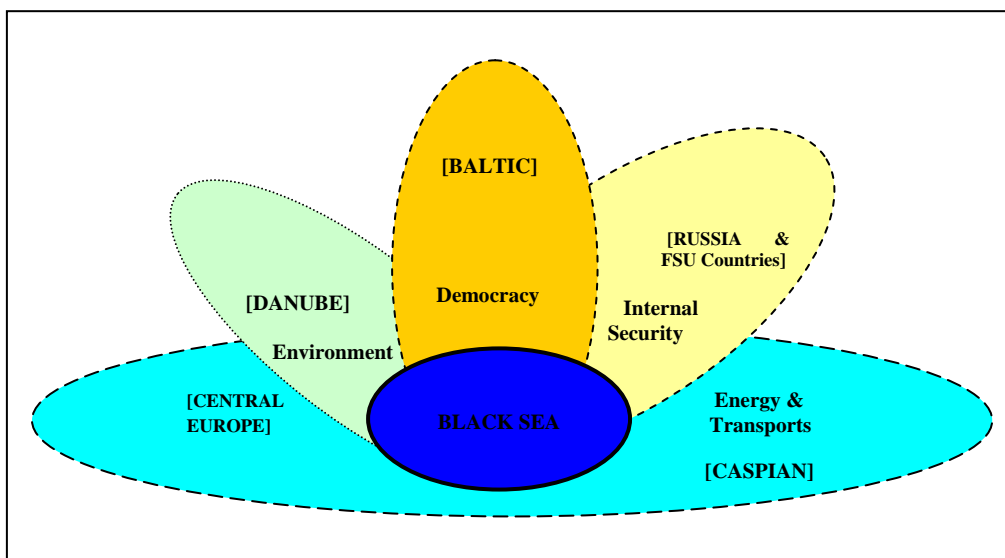 [BALTIC]
[RUSSIA &
FSU Countries]
[DANUBE]
Democracy
Internal
Security
Environment
[CENTRAL
EUROPE]
BLACK SEA
Energy &
Transports
[CASPIAN]